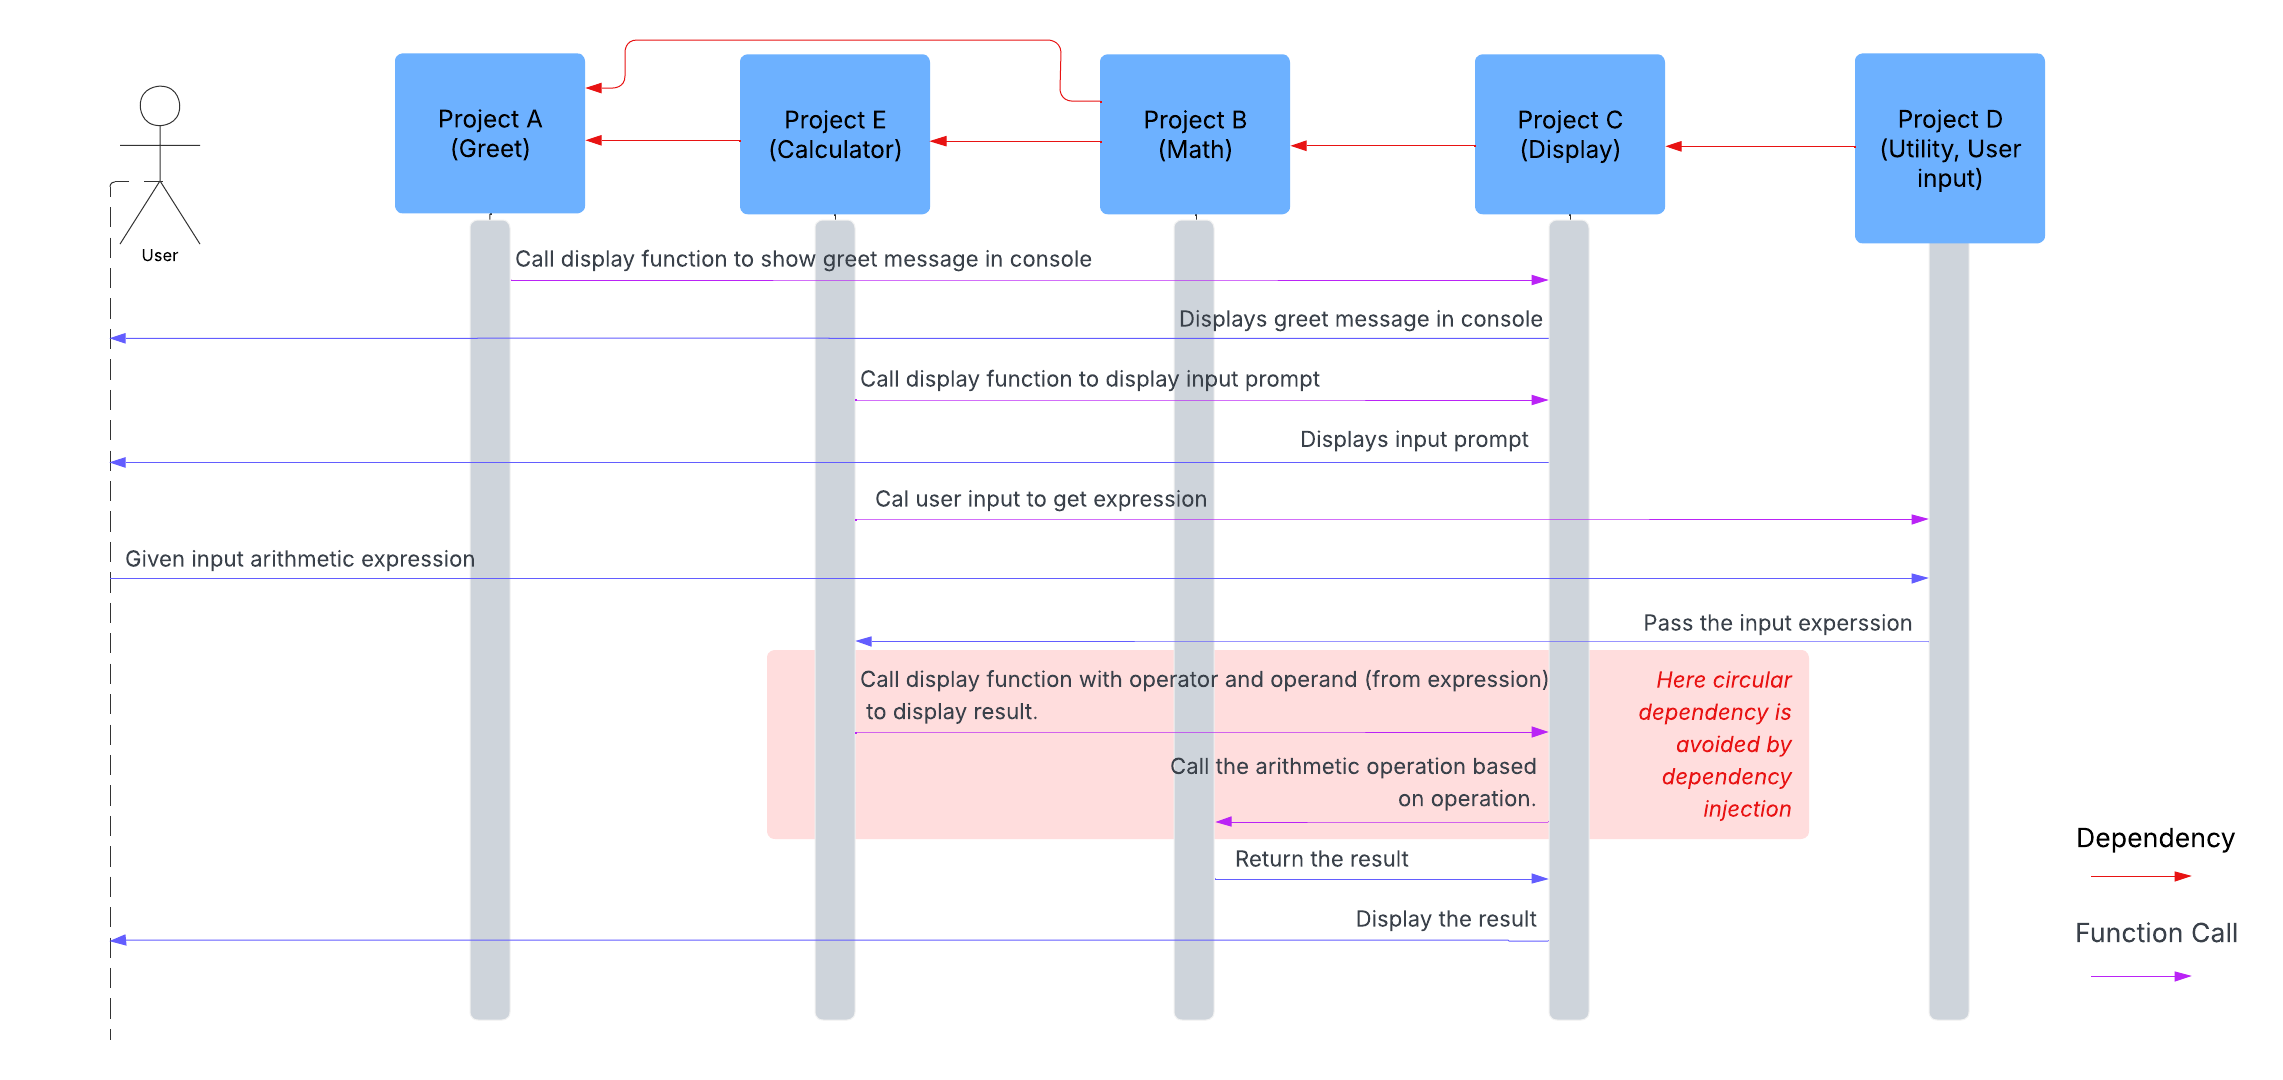 Project A
(Greet)
Project E
(Calculator)
Project B
(Math)
Project C
(Display)
Project D
(Utility, User
input)
User
Call display function to show greet message in console
Displays greet message in console
Call display function to display input prompt
Displays input prompt
Cal user input to get expression
Given input arithmetic expression
Pass the input experssion
Call display function with operator and operand (from expression)
to display result.
Here circular
dependency is
avoided by
dependency
injection
Call the arithmetic operation based
on operation.
Return the result
Display the result
Dependency
Function Call